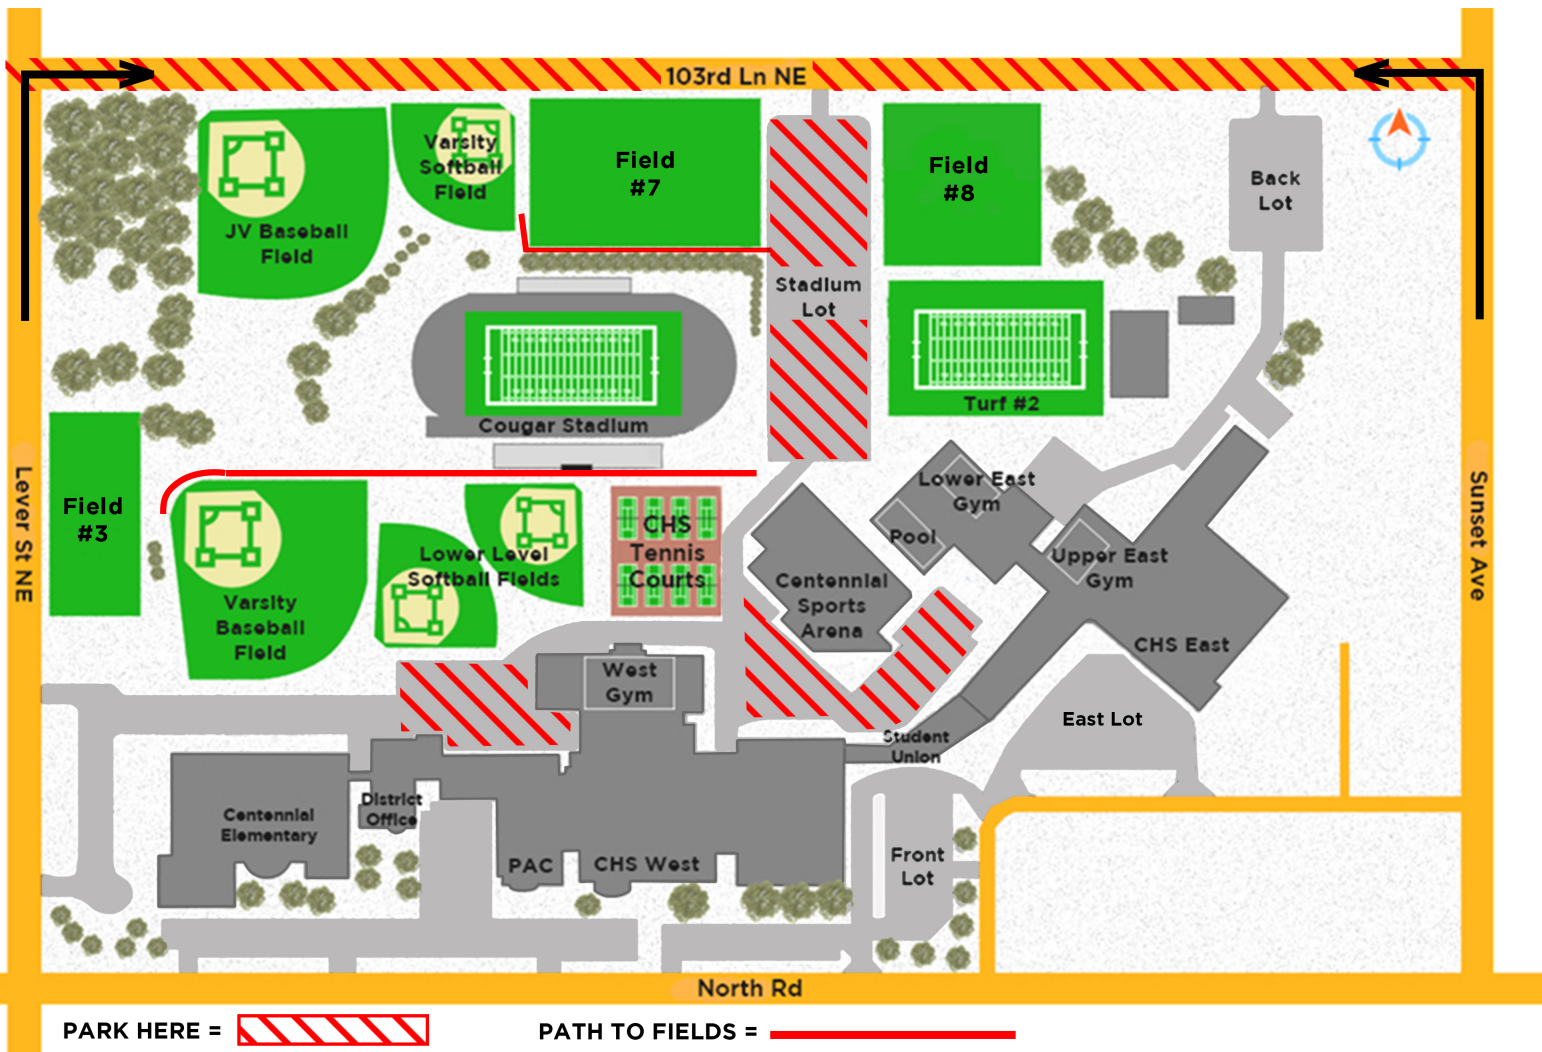 103rd Ln NE
Varsity
Softball
Field
Field
#7
Field
#8
Back
Lot
JV Baseball
Field
Stadium
Lot
Turf #2
Cougar Stadium
Lever St NE
Sunset Ave
Field
#3
Lower East
Gym
Pool
CHS
Tennis
Courts
Lower Level
Softball Fields
Upper East
Gym
Centennial
Sports
Arena
Varsity
Baseball
Field
CHS East
West
Gym
East Lot
Student
Union
District
Office
Centennial
Elementary
PAC
CHS West
Front
Lot
North Rd
PARK HERE =
PATH TO FIELDS =